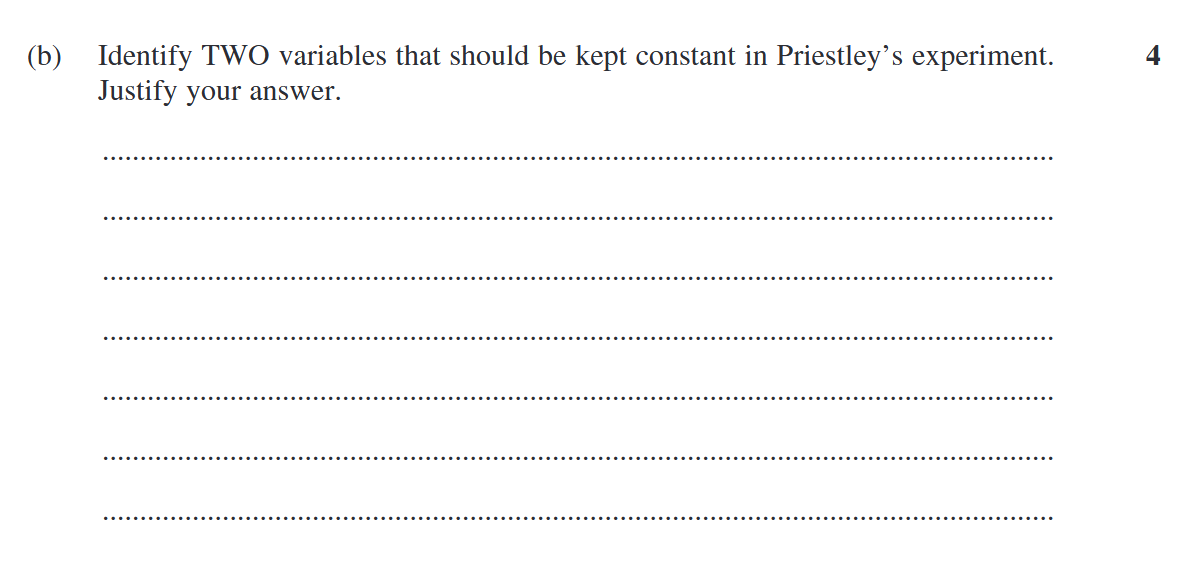 (b) Identify TWO variables that should be kept constant in Priestley’s experiment. 4
Justify your answer.